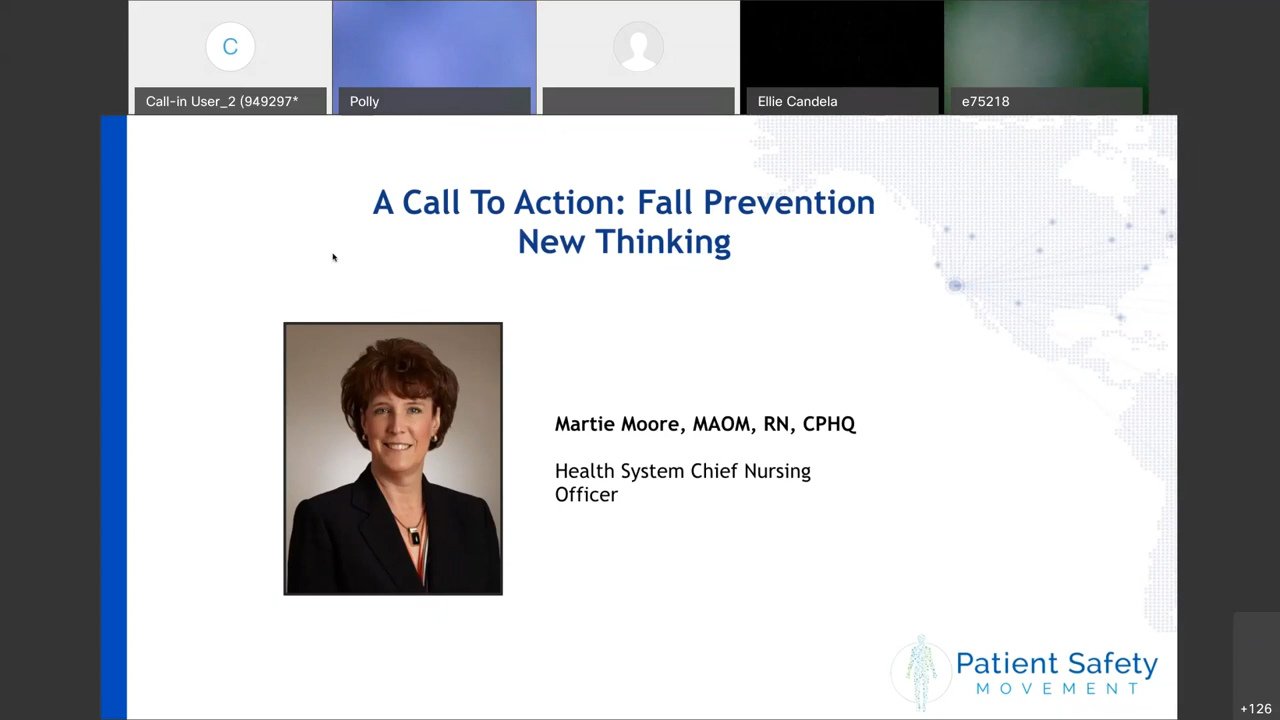 C
Call-in User_2 (949297*
Polly
Ellie Candela
e75218
A Call To Action: Fall Prevention
New Thinking
Martie Moore, MAOM, RN, CPHQ
Health System Chief Nursing
Officer
Patient Safety
MOVEMENT
+126